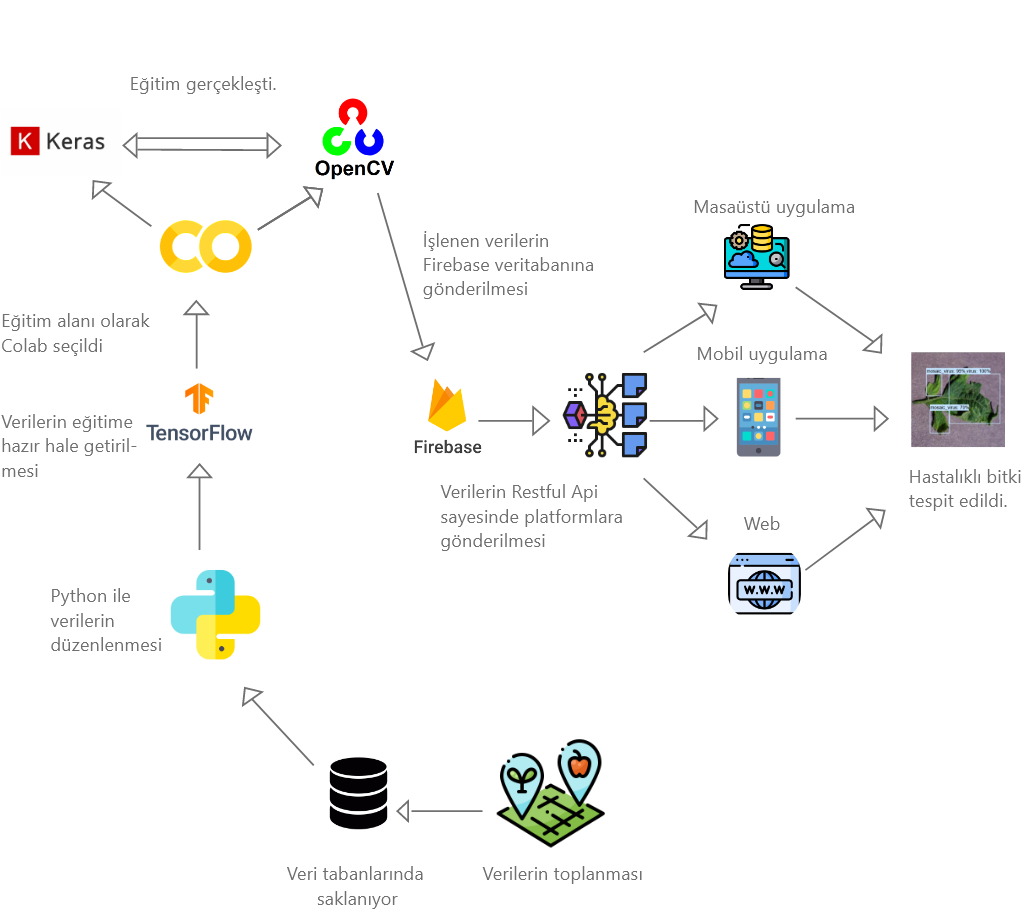 Eğitim gerçekleşti.
K Keras
OpenCV
İşlenen verilerin
Firebase veritabanına
gönderilmesi
Eğitim alanı olarak
Colab seçildi
TensorFlow
Verilerin eğitime
hazır hale getiril-
mesi
Python ile
verilerin
düzenlenmesi
Veri tabanlarında
saklanıyor
Verilerin toplanması
Firebase
Verilerin Restful Api
sayesinde platformlara
gönderilmesi
Masaüstü uygulama
Mobil uygulama
Web
W.W.W
Hastalıklı bitki
tespit edildi.